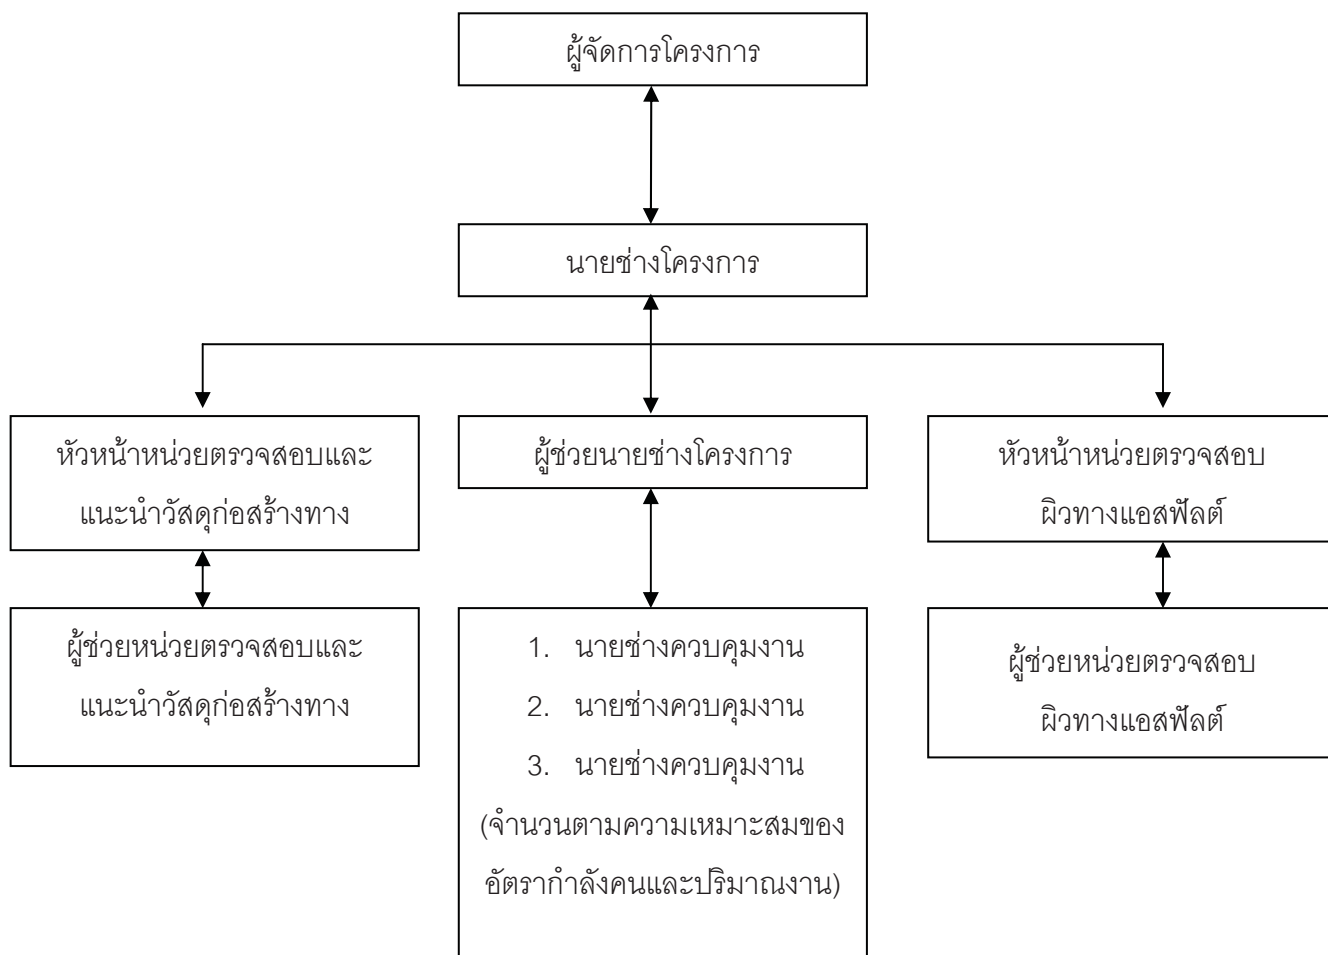 ผู้จัดการโครงการ
นายช่างโครงการ
หัวหน้าหน่วยตรวจสอบและ
แนะนำวัสดุก่อสร้างทาง
ผู้ช่วยนายช่างโครงการ
หัวหน้าหน่วยตรวจสอบ
ผิวทางแอสฟัลต์
ผู้ช่วยหน่วยตรวจสอบและ
แนะนำวัสดุก่อสร้างทาง
1. นายช่างควบคุมงาน
2. นายช่างควบคุมงาน
3. นายช่างควบคุมงาน
(จำนวนตามความเหมาะสมของ
อัตรากำลังคนและปริมาณงาน)
ผู้ช่วยหน่วยตรวจสอบ
ผิวทางแอสฟัลต์